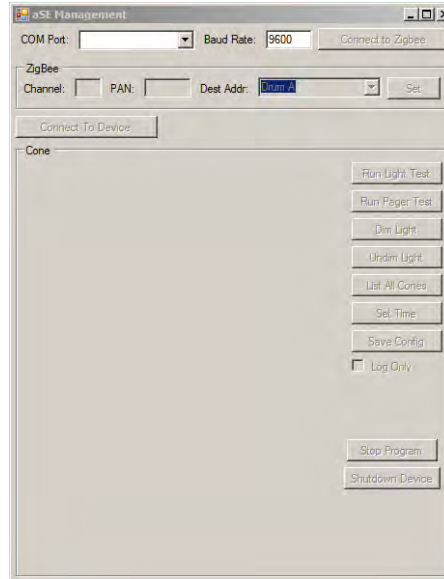 aSE Management
COM Port: Baud Rate: 9600 Connect to Zigbee
ZigBee
Channel: PAN: Dest Addr: Drum A Set
Connect To Device
Cone
Run Light Test
Run Pager Test
Dim Light
Undim Light
List All Cones
Set Time
Save Config
Log Only
Stop Program
Shutdown Device